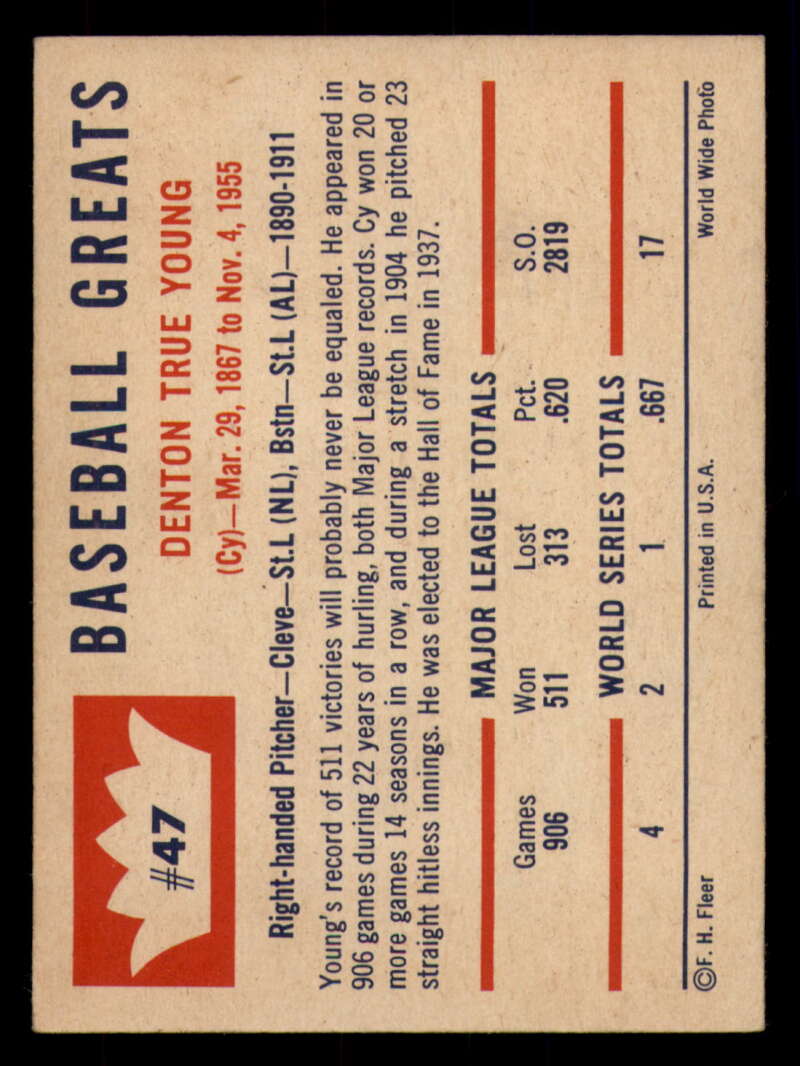 #47
BASEBALL GREATS
DENTON TRUE YOUNG
(Cy)—Mar. 29, 1867 to Nov. 4, 1955
Right-handed Pitcher—Cleve—St.L (NL), Bstn—St.L (AL)—1890-1911
Young's record of 511 victories will probably never be equaled. He appeared in
906 games during 22 years of hurling, both Major League records. Cy won 20 or
more games 14 seasons in a row, and during a stretch in 1904 he pitched 23
straight hitless innings. He was elected to the Hall of Fame in 1937.
MAJOR LEAGUE TOTALS
Games Won Lost Pct. S.O.
906 511 313 .620 2819
WORLD SERIES TOTALS
4 2 1 .667 17
©F. H. Fleer Printed in U.S.A. World Wide Photo